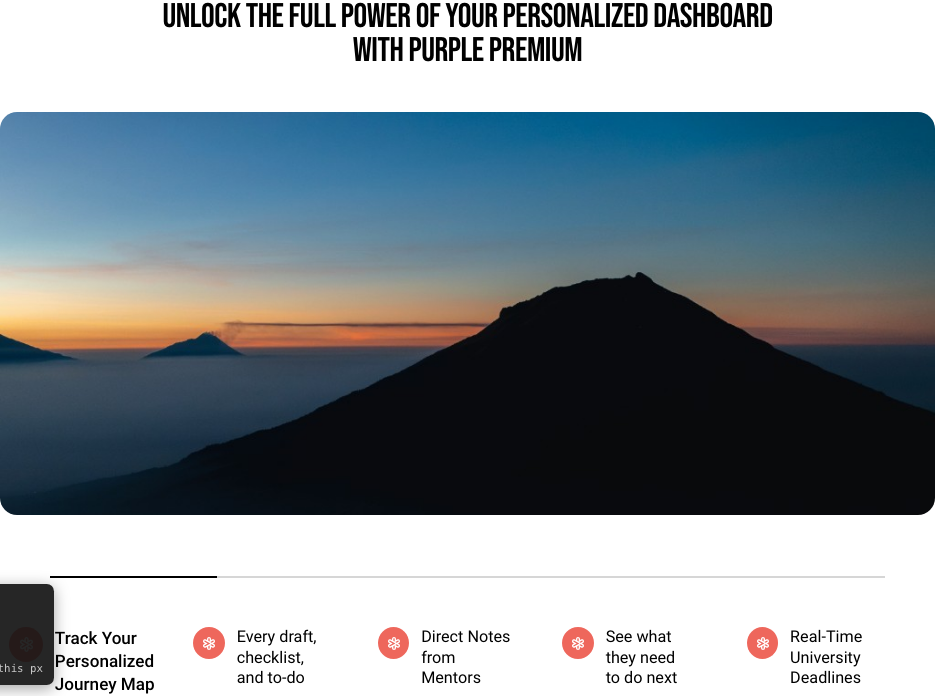 UNLOCK THE FULL POWER OF YOUR PERSONALIZED DASHBOARD
WITH PURPLE PREMIUM
this px
Track Your
Personalized
Journey Map
Every draft,
checklist,
and to-do
Direct Notes
from
Mentors
See what
they need
to do next
Real-Time
University
Deadlines